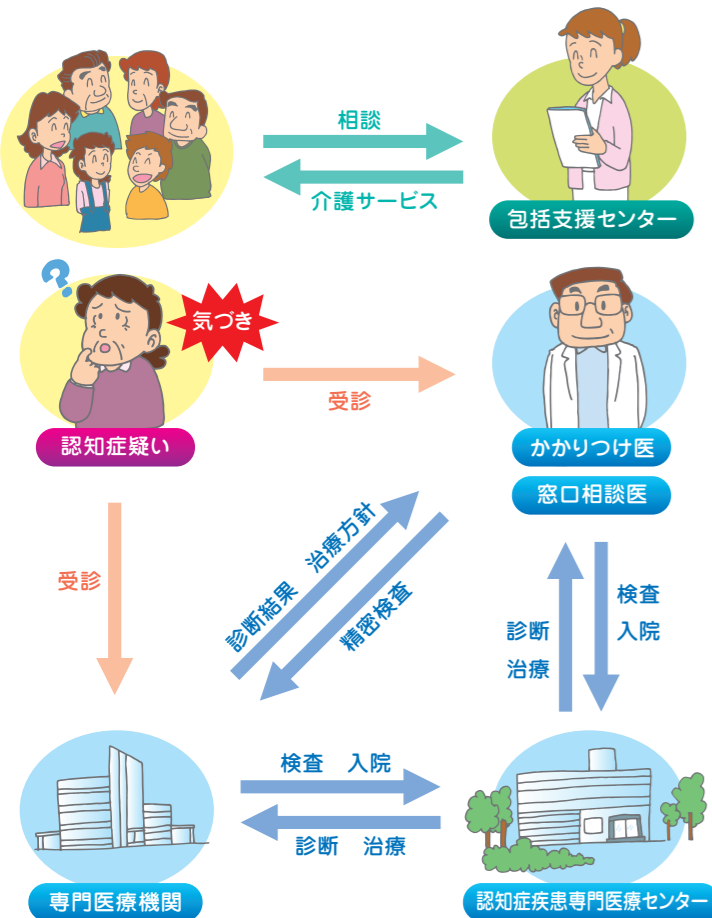 相談
介護サービス
包括支援センター
?
気づき
認知症疑い
受診
かかりつけ医
窓口相談医
受診
診断結果 治療方針
精密検査
診断
治療
検査
入院
検査 入院
診断 治療
専門医療機関
認知症疾患専門医療センター